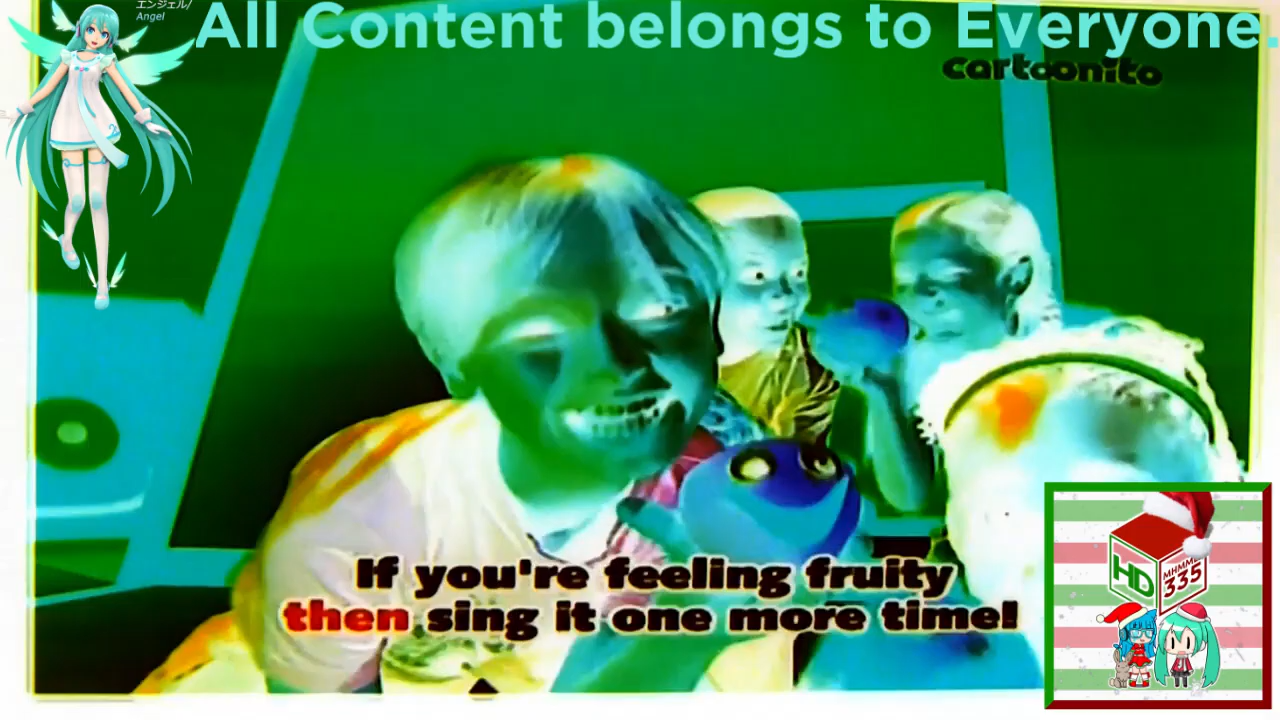 エンジェル/
Angel
All Content belongs to Everyone.
cartoonito
If you're feeling fruity
then sing it one more time!
HD
MHMM
335